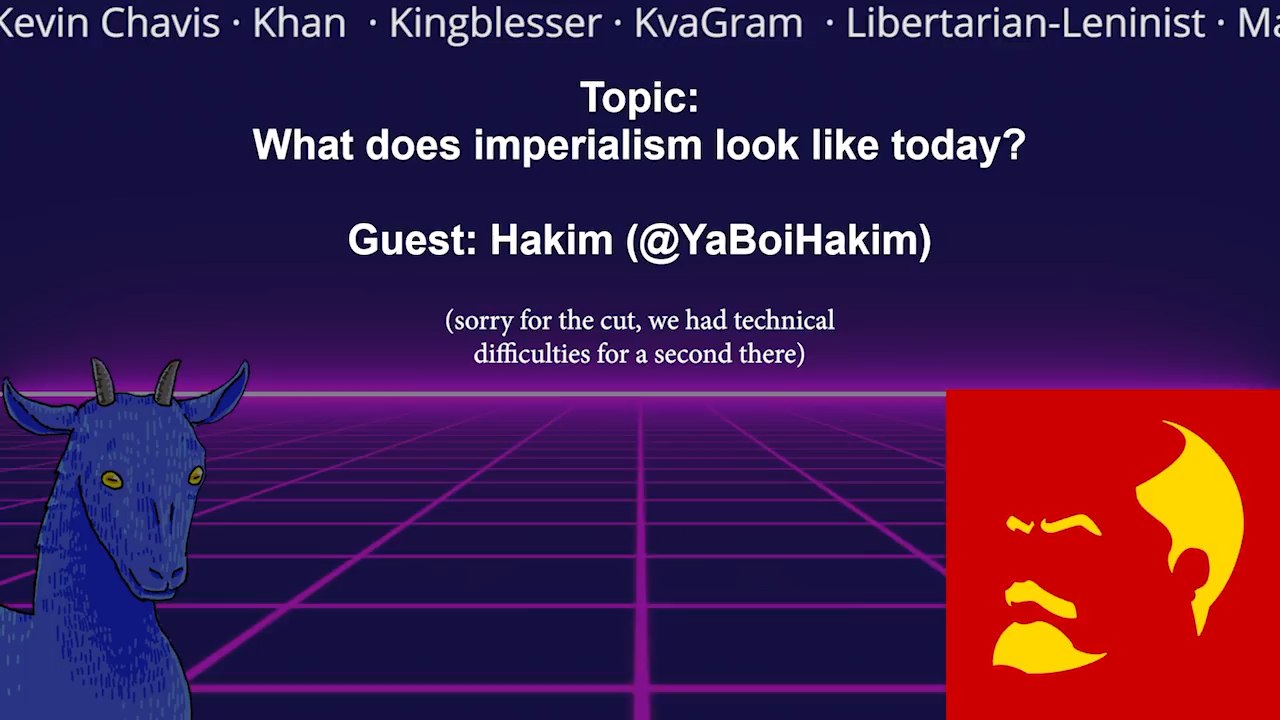 Kevin Chavis · Khan · Kingblesser · KvaGram · Libertarian-Leninist · Ma
Topic:
What does imperialism look like today?
Guest: Hakim (@YaBoiHakim)
(sorry for the cut, we had technical
difficulties for a second there)